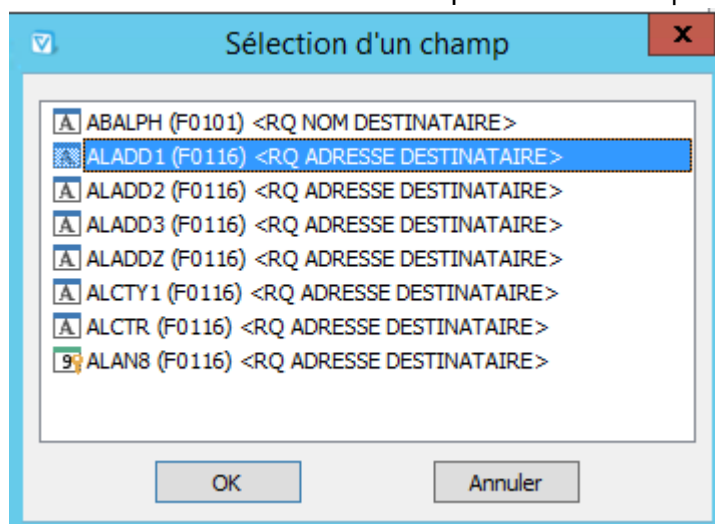 Sélection d'un champ
x
ABALPH (F0101) <RQ NOM DESTINATAIRE>
ALADD1 (F0116) <RQ ADRESSE DESTINATAIRE>
ALADD2 (F0116) <RQ ADRESSE DESTINATAIRE>
ALADD3 (F0116) <RQ ADRESSE DESTINATAIRE>
ALADDZ (F0116) <RQ ADRESSE DESTINATAIRE>
ALCTY1 (F0116) <RQ ADRESSE DESTINATAIRE>
ALCTR (F0116) <RQ ADRESSE DESTINATAIRE>
ALAN8 (F0116) <RQ ADRESSE DESTINATAIRE>
OK Annuler